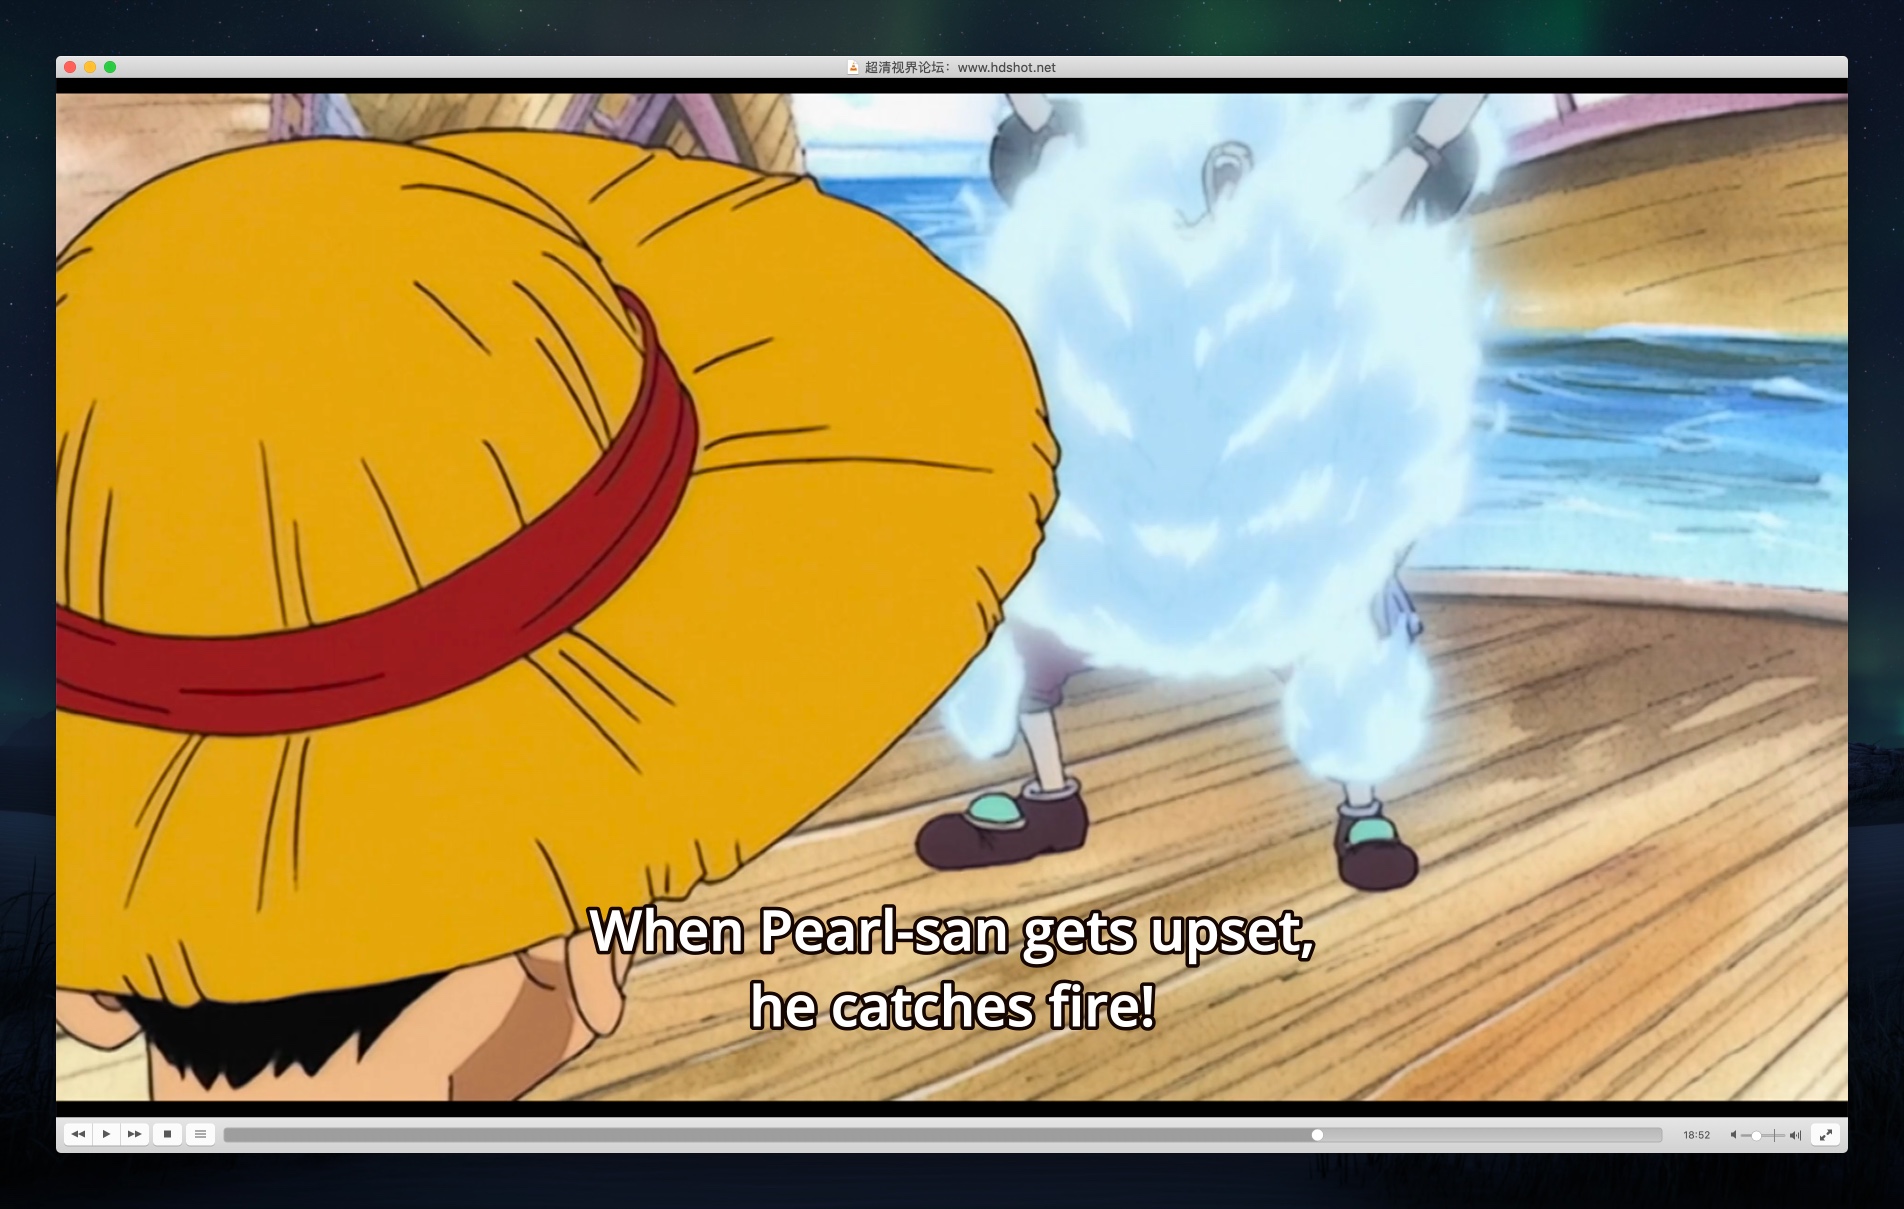 超清视界论坛：www.hdshot.net
When Pearl-san gets upset,
he catches fire!
18:52